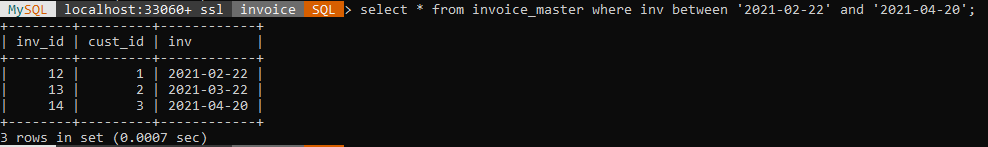 MySQL localhost:33060+ ssl invoice SQL > select * from invoice_master where inv between '2021-02-22' and '2021-04-20';
+--------+---------+------------+
| inv_id | cust_id | inv        |
+--------+---------+------------+
|     12 |       1 | 2021-02-22 |
|     13 |       2 | 2021-03-22 |
|     14 |       3 | 2021-04-20 |
+--------+---------+------------+
3 rows in set (0.0007 sec)